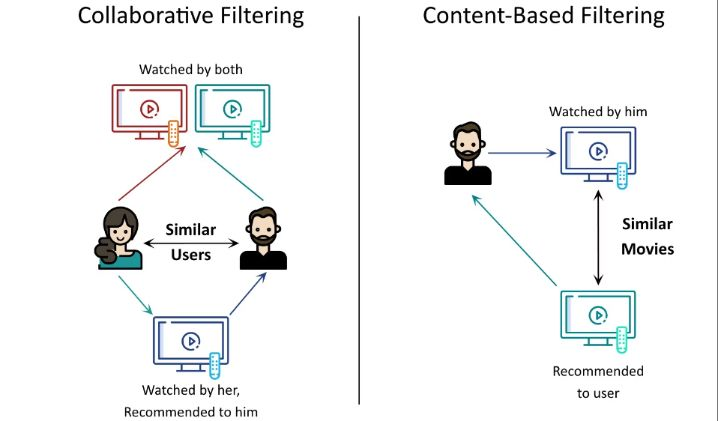 Collaborative Filtering
Watched by both
Similar
Users
Watched by her,
Recommended to him
Content-Based Filtering
Watched by him
Similar
Movies
Recommended
to user